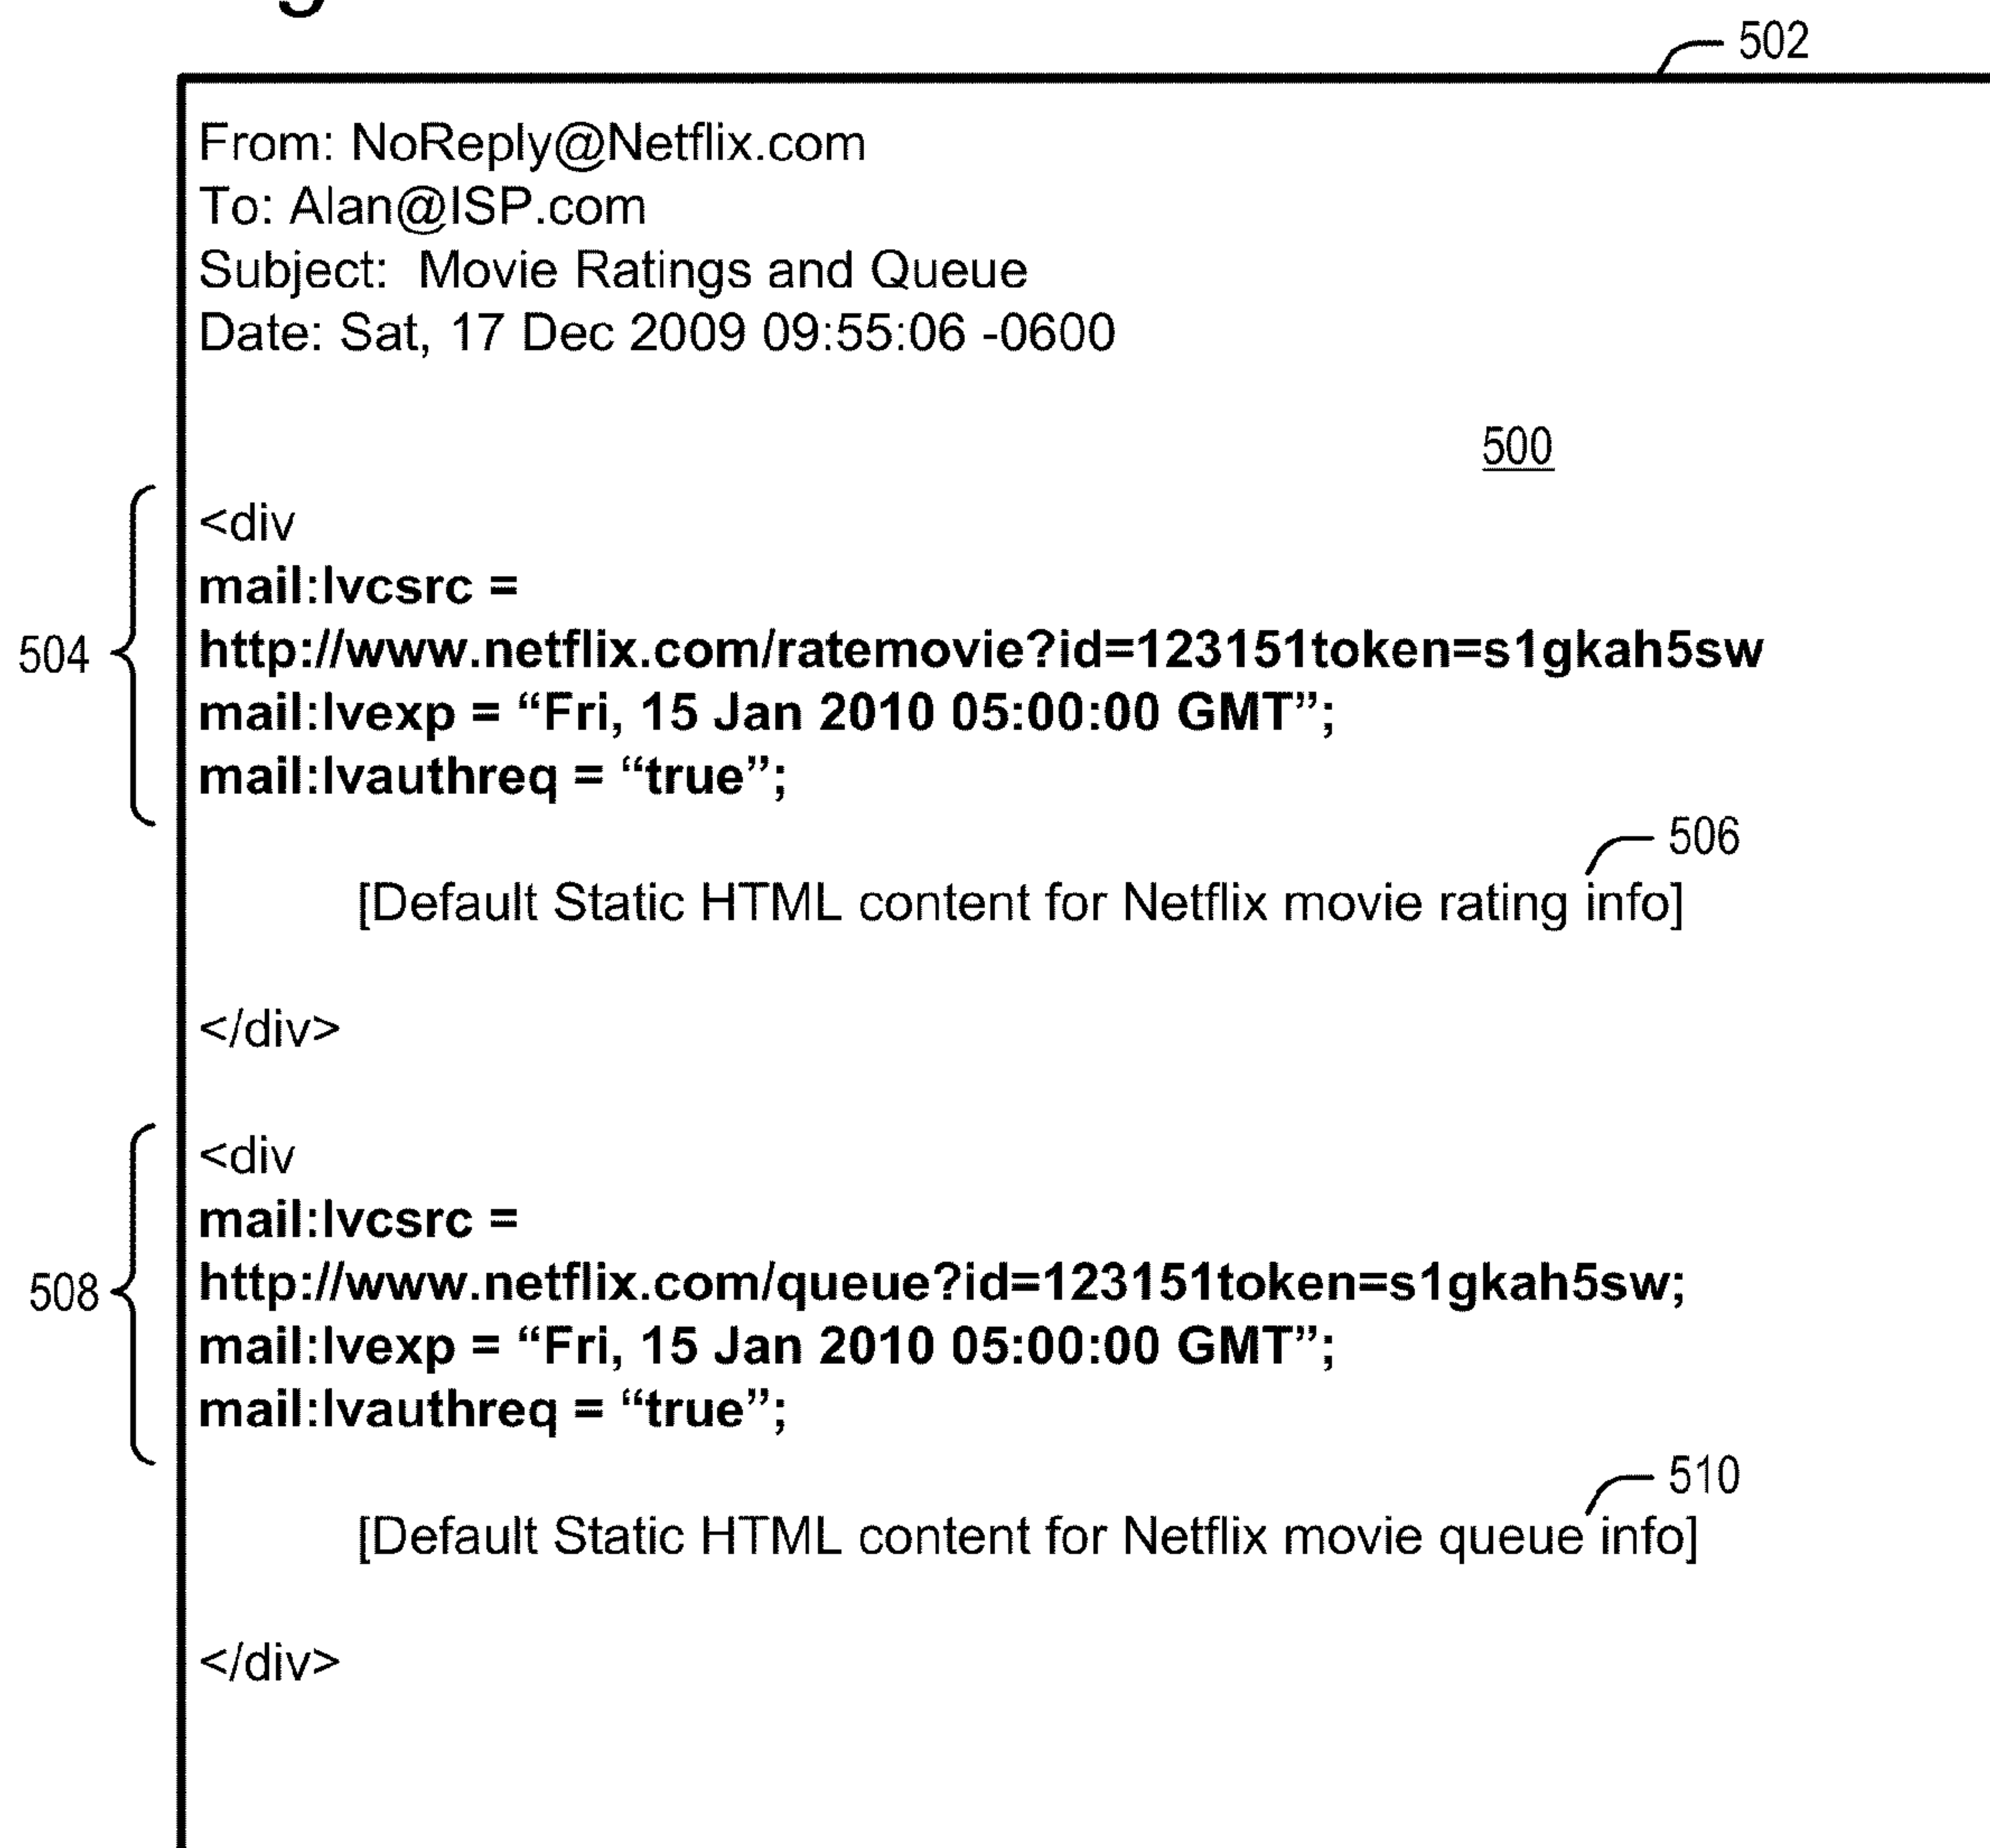 502
From: NoReply@Netflix.com
To: Alan@ISP.com
Subject:  Movie Ratings and Queue
Date: Sat, 17 Dec 2009 09:55:06 -0600
500
<div
mail:lvcsrc =
504
http://www.netflix.com/ratemovie?id=123151token=s1gkah5sw
mail:lvexp = “Fri, 15 Jan 2010 05:00:00 GMT”;
mail:lvauthreq = “true”;
506
[Default Static HTML content for Netflix movie rating info]
</div>
<div
mail:lvcsrc =
508
http://www.netflix.com/queue?id=123151token=s1gkah5sw;
mail:lvexp = “Fri, 15 Jan 2010 05:00:00 GMT”;
mail:lvauthreq = “true”;
510
[Default Static HTML content for Netflix movie queue info]
</div>